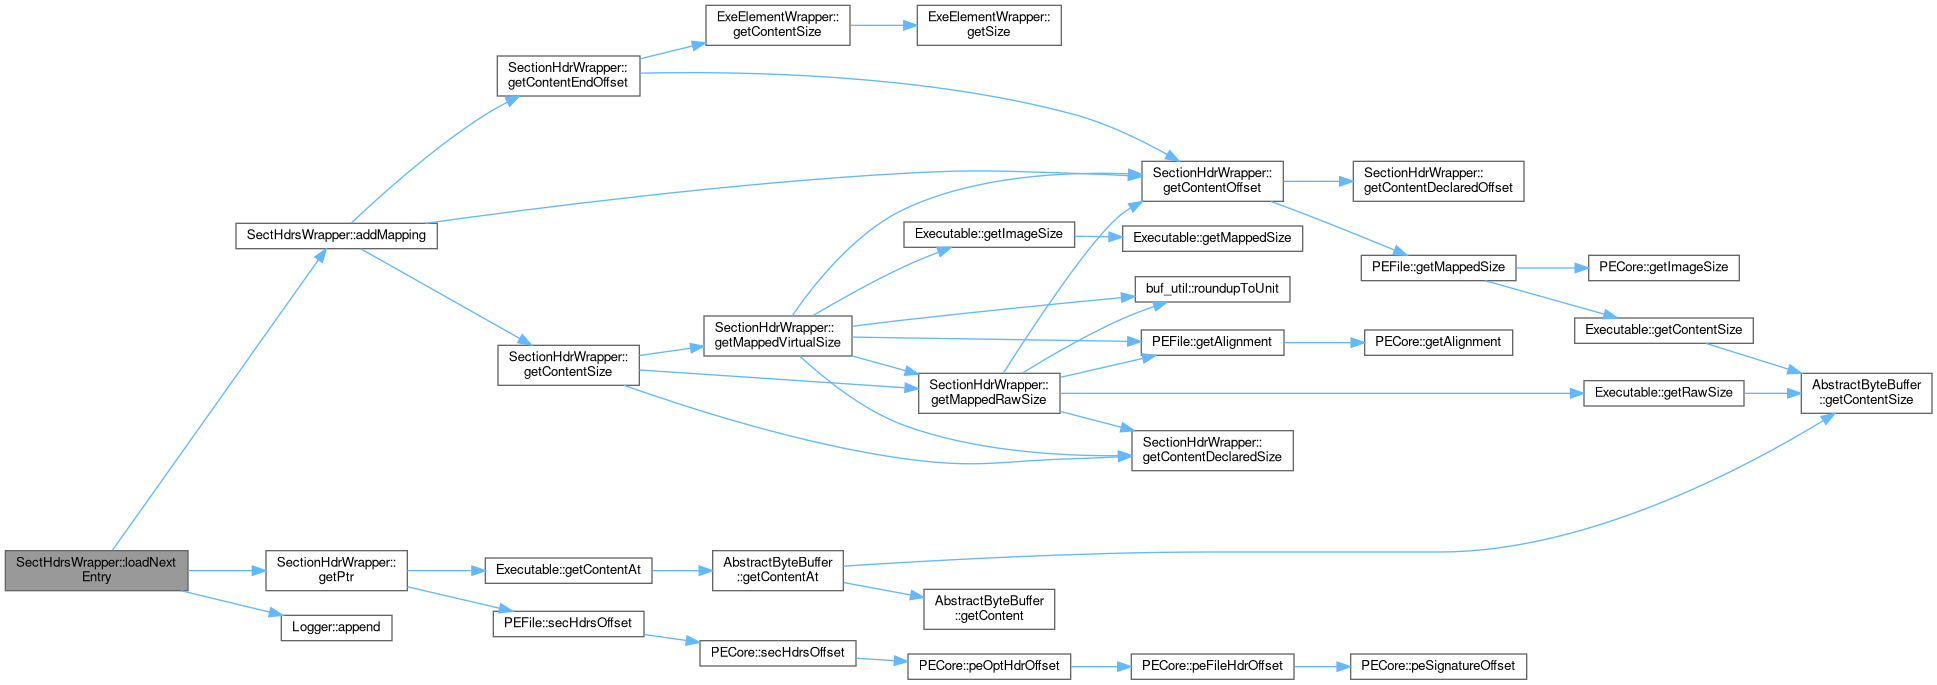 ExeElementWrapper::
getContentSize
ExeElementWrapper::
getSize
SectionHdrWrapper::
getContentEndOffset
SectionHdrWrapper::
getContentOffset
SectionHdrWrapper::
getContentDeclaredOffset
SectHdrsWrapper::addMapping
Executable::getImageSize
Executable::getMappedSize
PEFile::getMappedSize
PECore::getImageSize
buf_util::roundupToUnit
SectionHdrWrapper::
getMappedVirtualSize
Executable::getContentSize
PEFile::getAlignment
PECore::getAlignment
SectionHdrWrapper::
getContentSize
SectionHdrWrapper::
getMappedRawSize
Executable::getRawSize
AbstractByteBuffer
::getContentSize
SectionHdrWrapper::
getContentDeclaredSize
SectHdrsWrapper::loadNext
Entry
SectionHdrWrapper::
getPtr
Executable::getContentAt
AbstractByteBuffer
::getContentAt
AbstractByteBuffer
::getContent
Logger::append
PEFile::secHdrsOffset
PECore::secHdrsOffset
PECore::peOptHdrOffset
PECore::peFileHdrOffset
PECore::peSignatureOffset